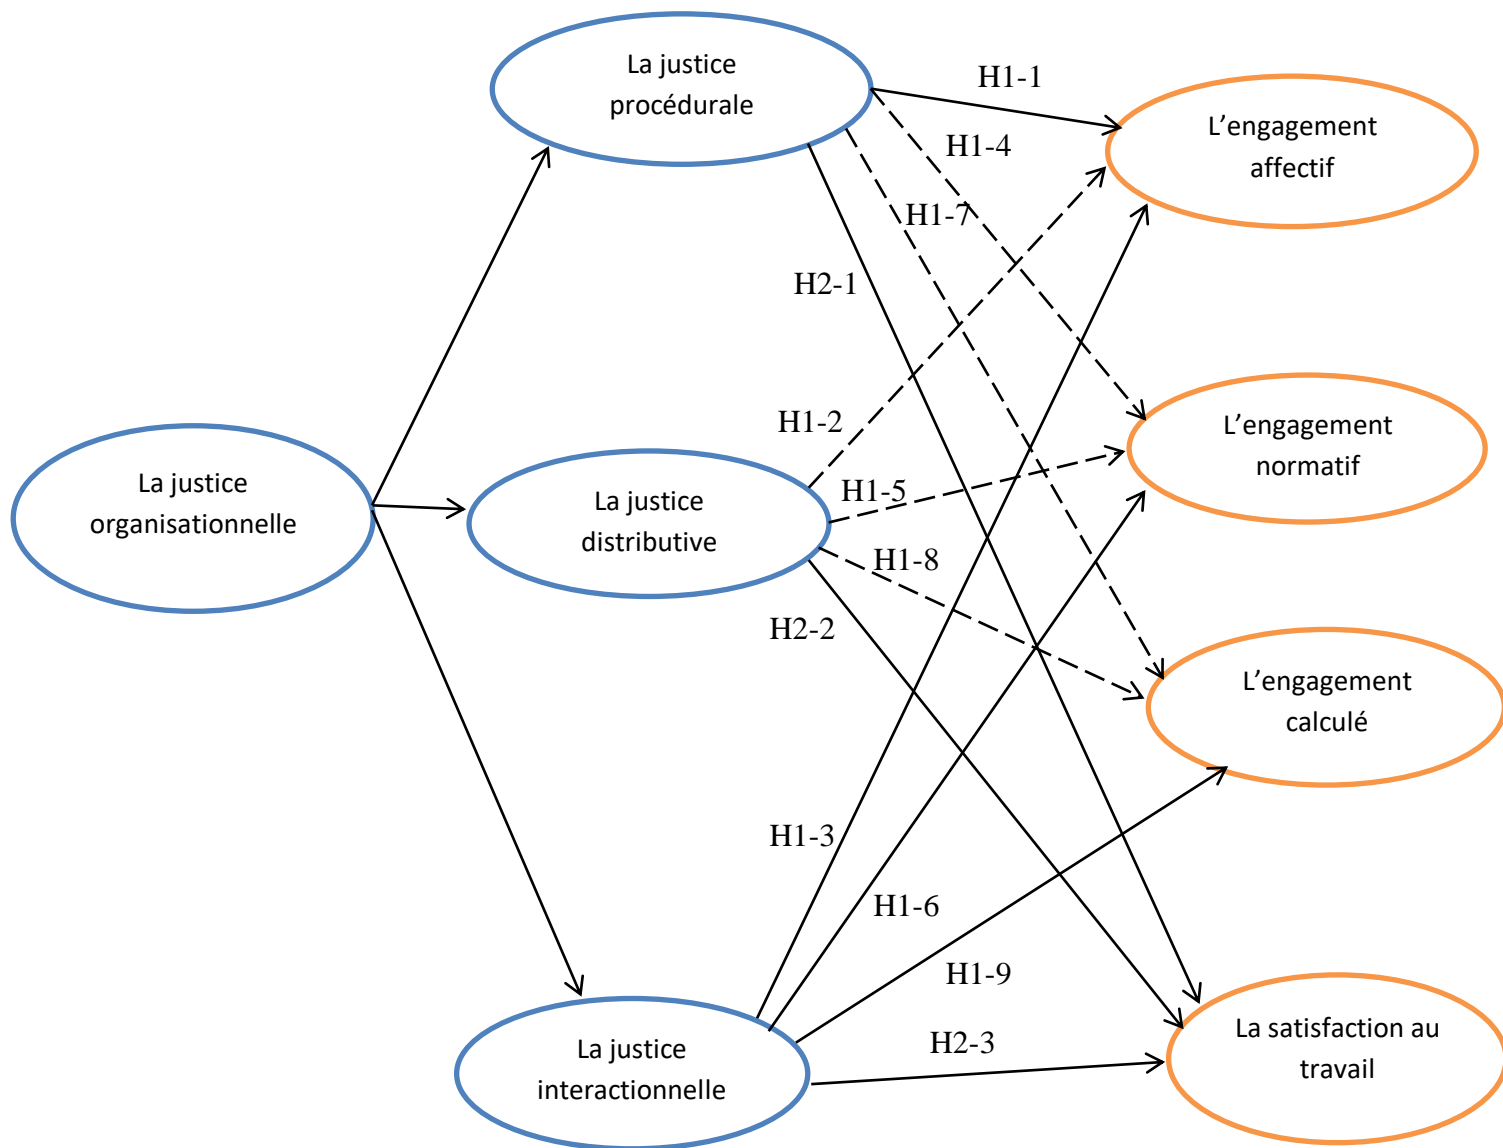 La justice
procédurale
H1-1
L’engagement
affectif
H1-4
H1-7
H2-1
H1-2
L’engagement
normatif
La justice
organisationnelle
La justice
distributive
H1-5
H1-8
H2-2
L’engagement
calculé
H1-3
H1-6
H1-9
La justice
interactionnelle
H2-3
La satisfaction au
travail